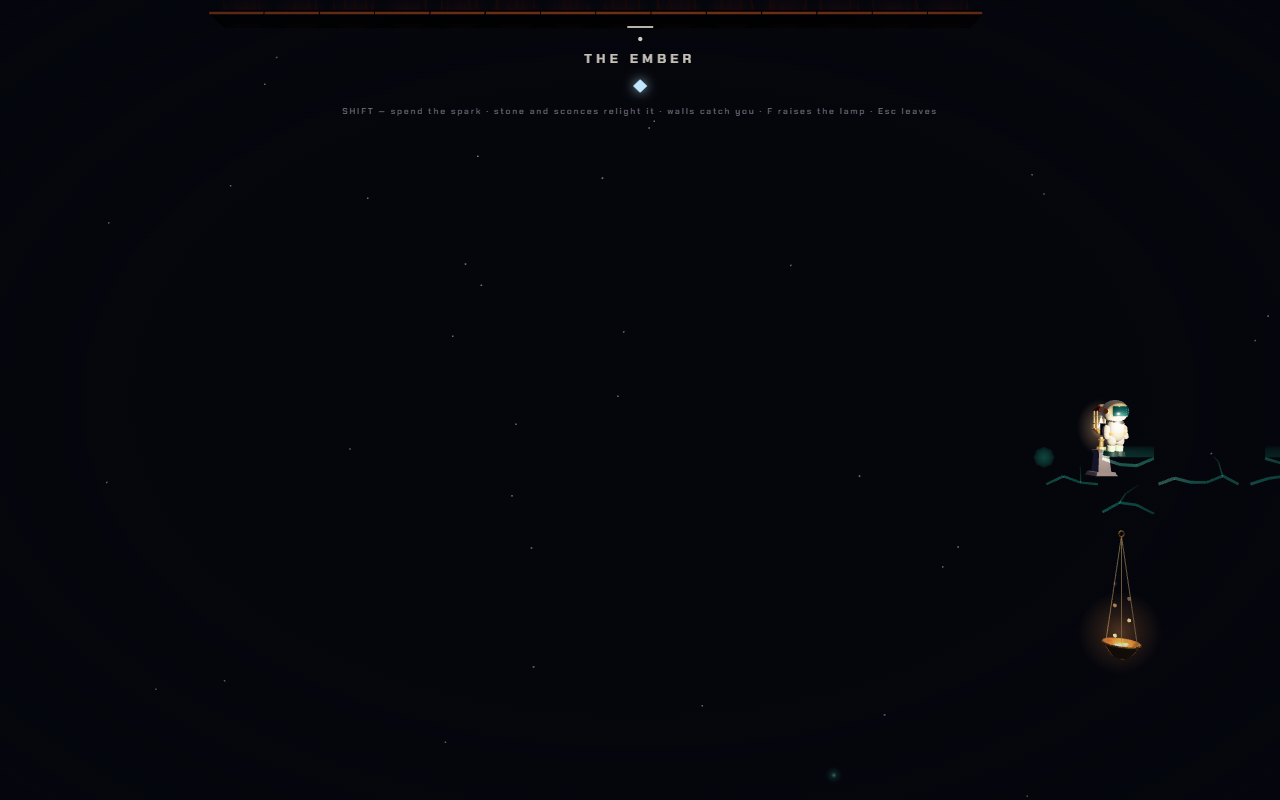 THE EMBER
SHIFT — spend the spark · stone and sconces relight it · walls catch you · F raises the lamp · Esc leaves